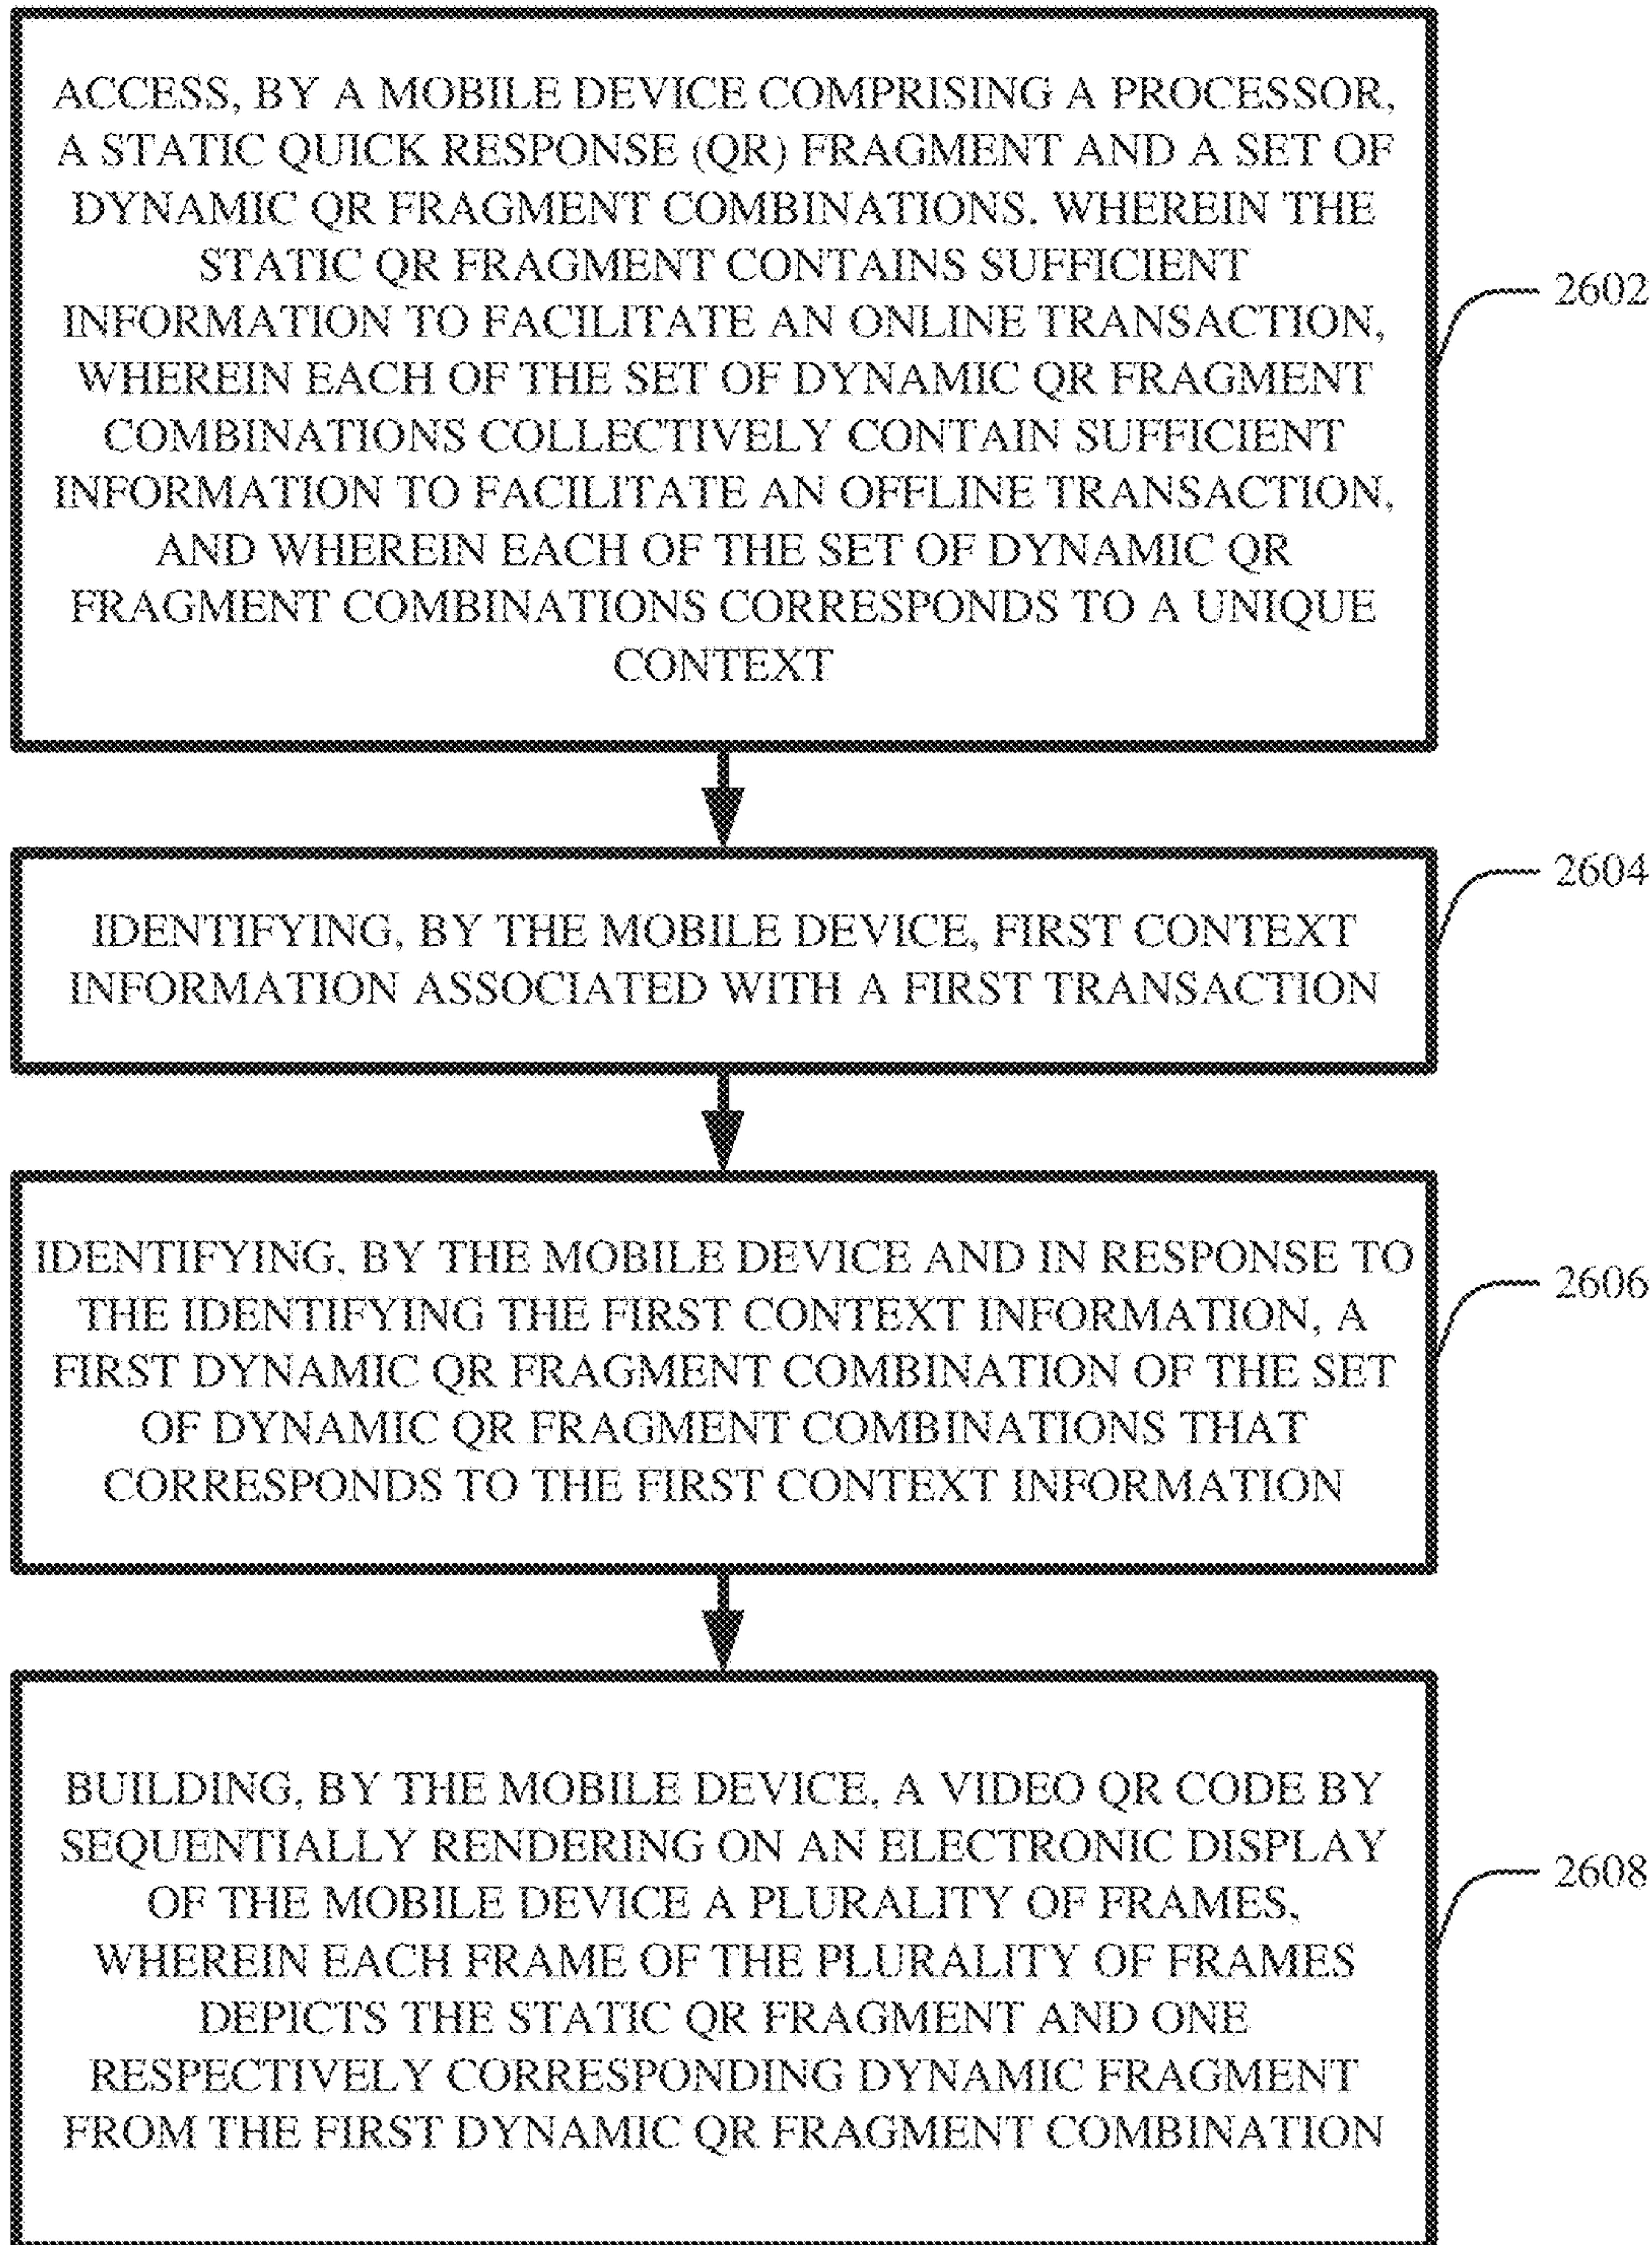 ACCESS, BY A MOBILE DEVICE COMPRISING A PROCESSOR,
A STATIC QUICK RESPONSE (QR) FRAGMENT AND A SET OF
DYNAMIC QR FRAGMENT COMBINATIONS. WHEREIN THE
STATIC QR FRAGMENT CONTAINS SUFFICIENT
INFORMATION TO FACILITATE AN ONLINE TRANSACTION,
WHEREIN EACH OF THE SET OF DYNAMIC QR FRAGMENT
COMBINATIONS COLLECTIVELY CONTAIN SUFFICIENT
INFORMATION TO FACILITATE AN OFFLINE TRANSACTION,
AND WHEREIN EACH OF THE SET OF DYNAMIC QR
FRAGMENT COMBINATIONS CORRESPONDS TO A UNIQUE
CONTEXT
2602
IDENTIFYING, BY THE MOBILE DEVICE, FIRST CONTEXT
INFORMATION ASSOCIATED WITH A FIRST TRANSACTION
2604
IDENTIFYING, BY THE MOBILE DEVICE AND IN RESPONSE TO
THE IDENTIFYING THE FIRST CONTEXT INFORMATION, A
FIRST DYNAMIC QR FRAGMENT COMBINATION OF THE SET
OF DYNAMIC QR FRAGMENT COMBINATIONS THAT
CORRESPONDS TO THE FIRST CONTEXT INFORMATION
2606
BUILDING, BY THE MOBILE DEVICE, A VIDEO QR CODE BY
SEQUENTIALLY RENDERING ON AN ELECTRONIC DISPLAY
OF THE MOBILE DEVICE A PLURALITY OF FRAMES,
WHEREIN EACH FRAME OF THE PLURALITY OF FRAMES
DEPICTS THE STATIC QR FRAGMENT AND ONE
RESPECTIVELY CORRESPONDING DYNAMIC FRAGMENT
FROM THE FIRST DYNAMIC QR FRAGMENT COMBINATION
2608